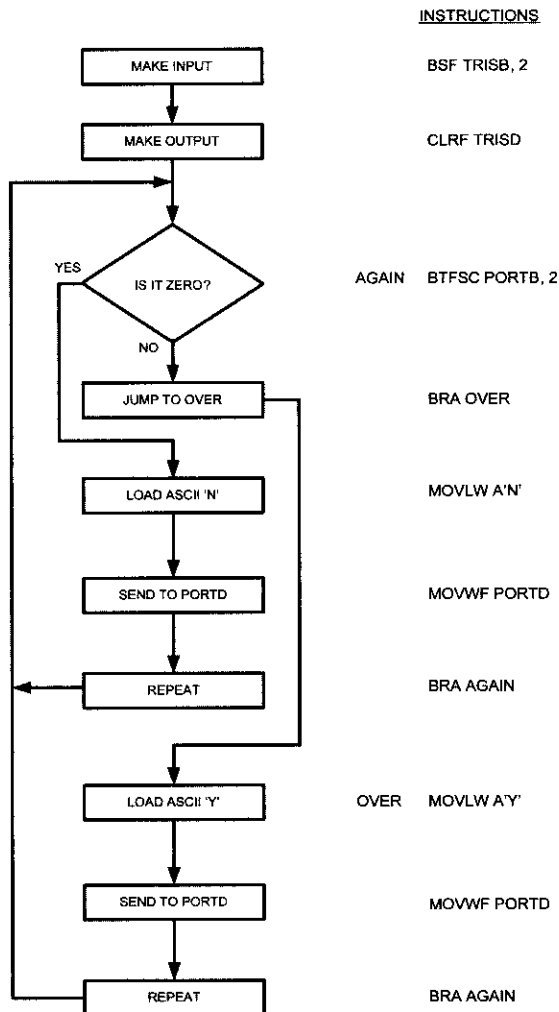 INSTRUCTIONS
MAKE INPUT BSF TRISB, 2
MAKE OUTPUT CLRF TRISD
YES
IS IT ZERO? AGAIN BTFSC PORTB, 2
NO
JUMP TO OVER BRA OVER
LOAD ASCII 'N' MOVLW A'N'
SEND TO PORTD MOVWF PORTD
REPEAT BRA AGAIN
LOAD ASCII 'Y' OVER MOVLW A'Y'
SEND TO PORTD MOVWF PORTD
REPEAT BRA AGAIN